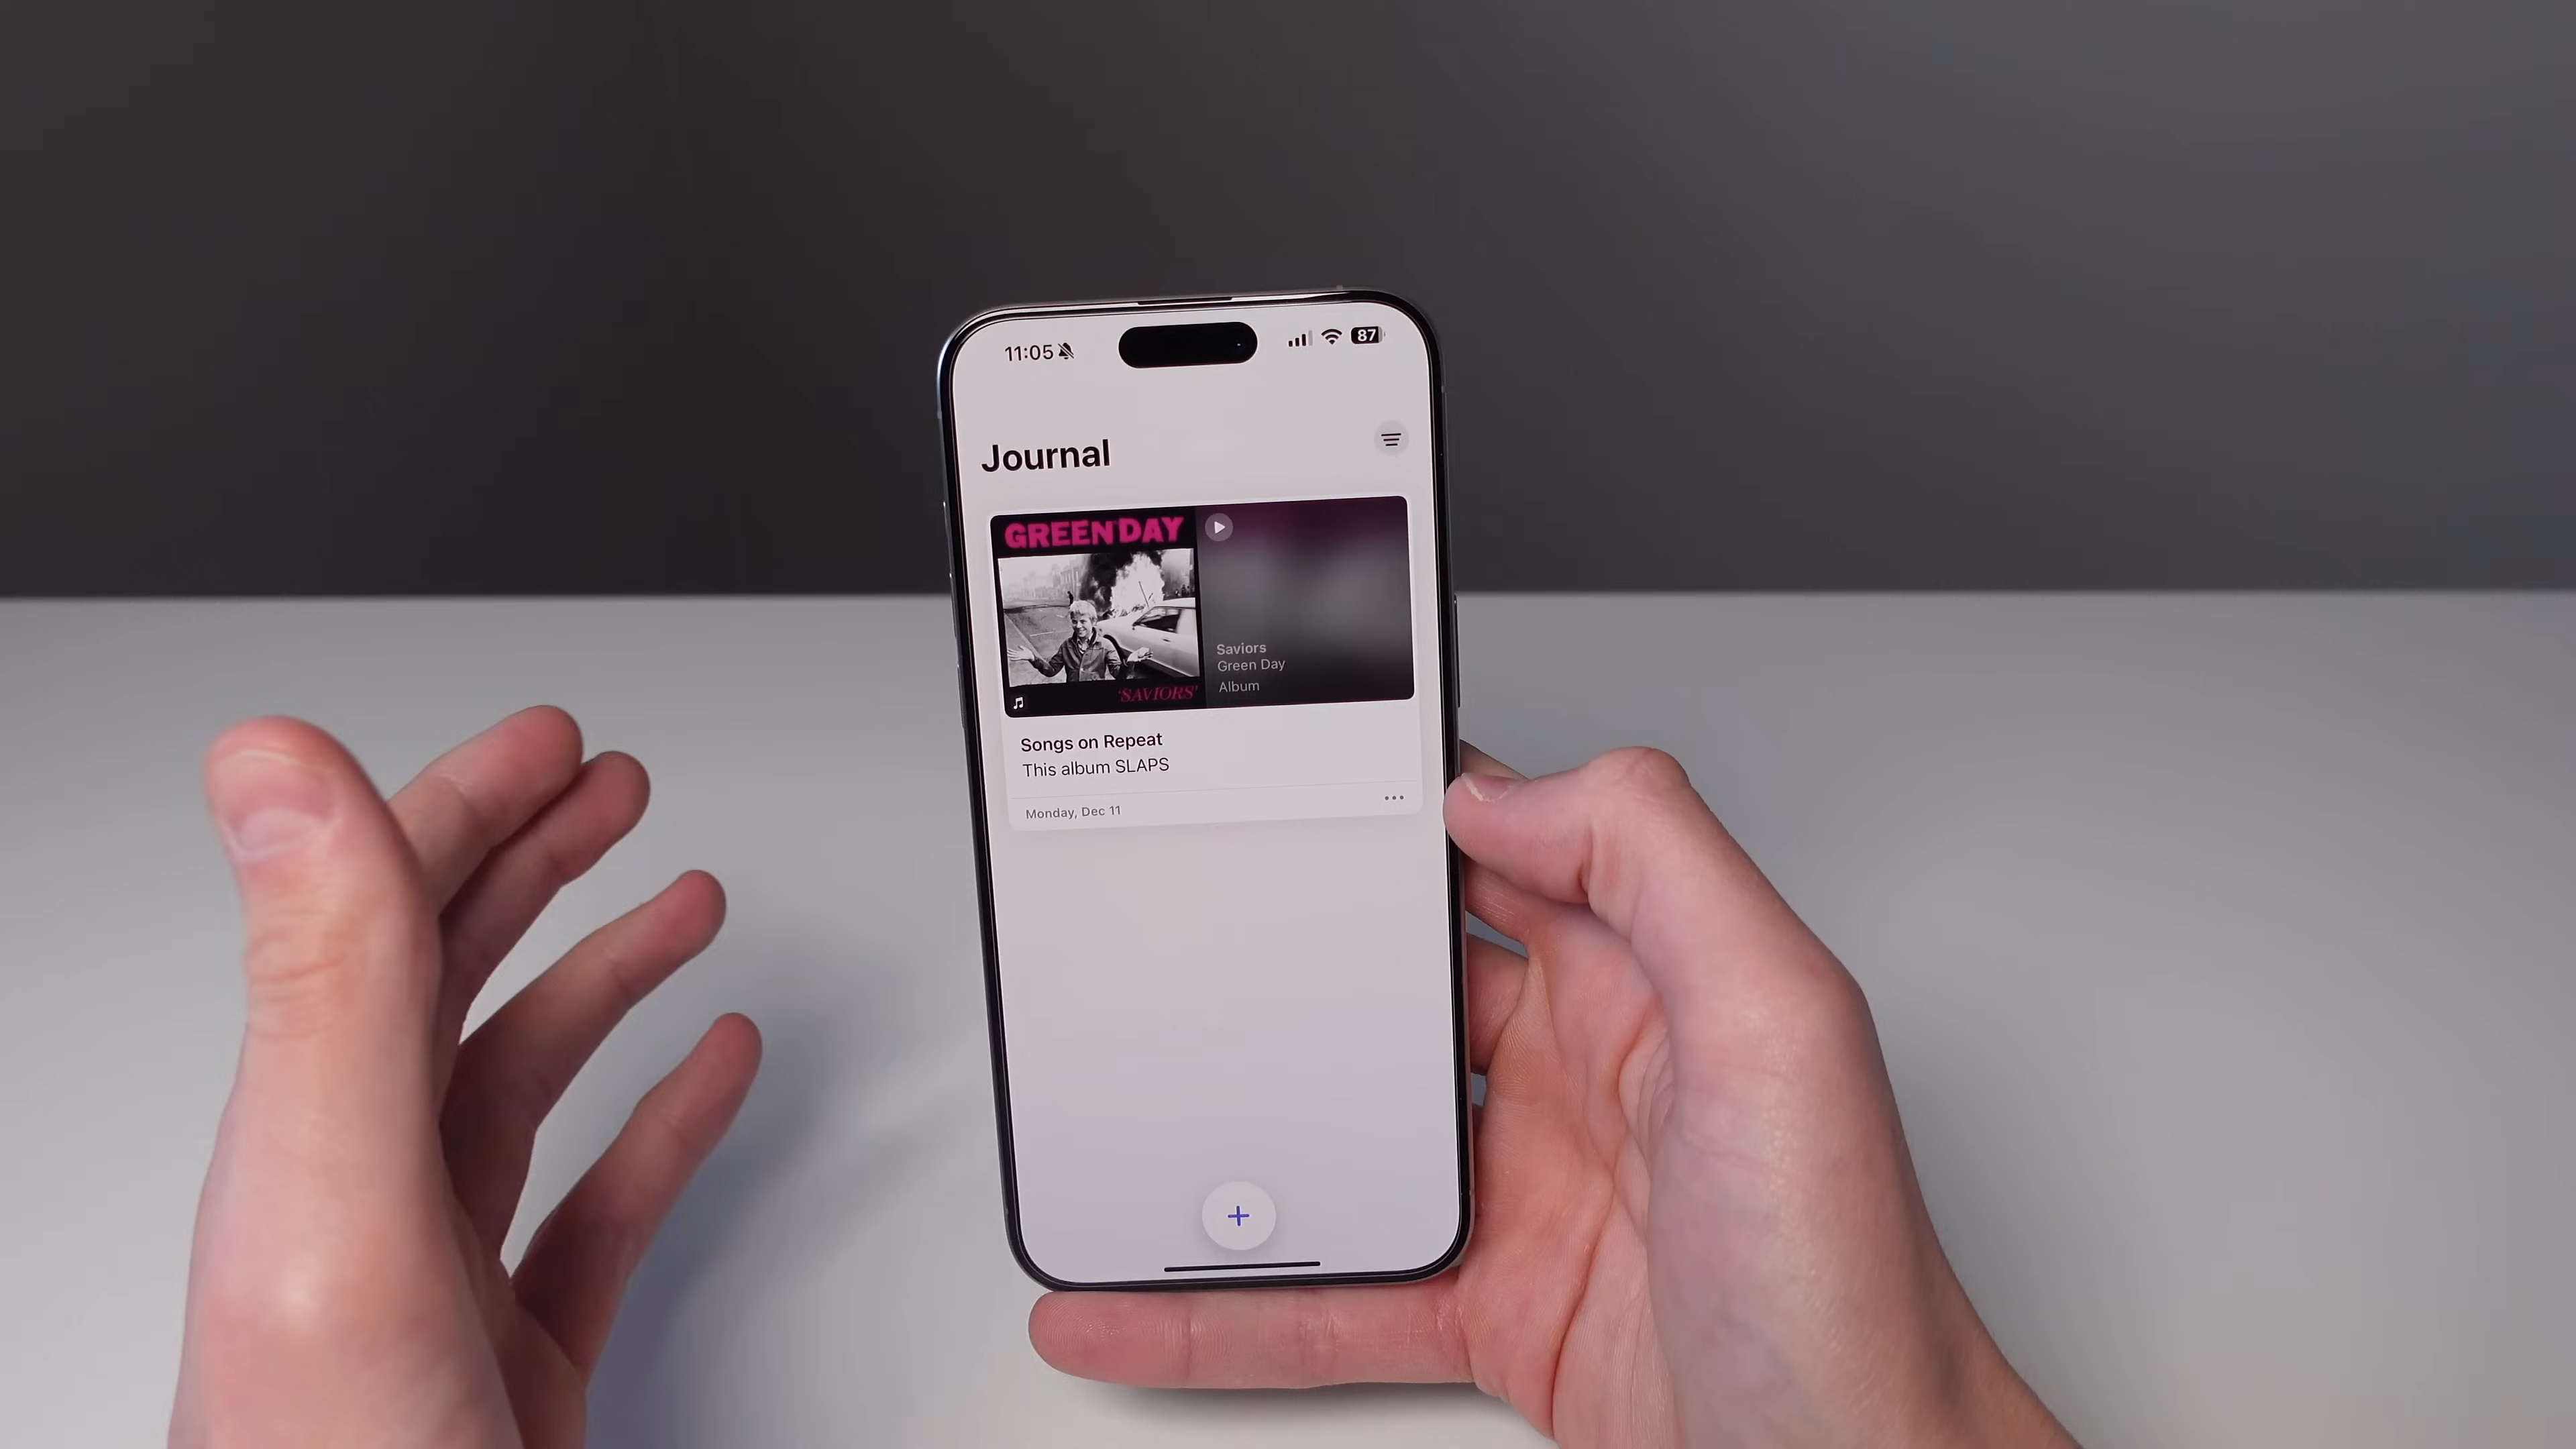 11:05
87
Journal
GREEN DAY
'SAVIORS'
Saviors
Green Day
Album
Songs on Repeat
This album SLAPS
Monday, Dec 11